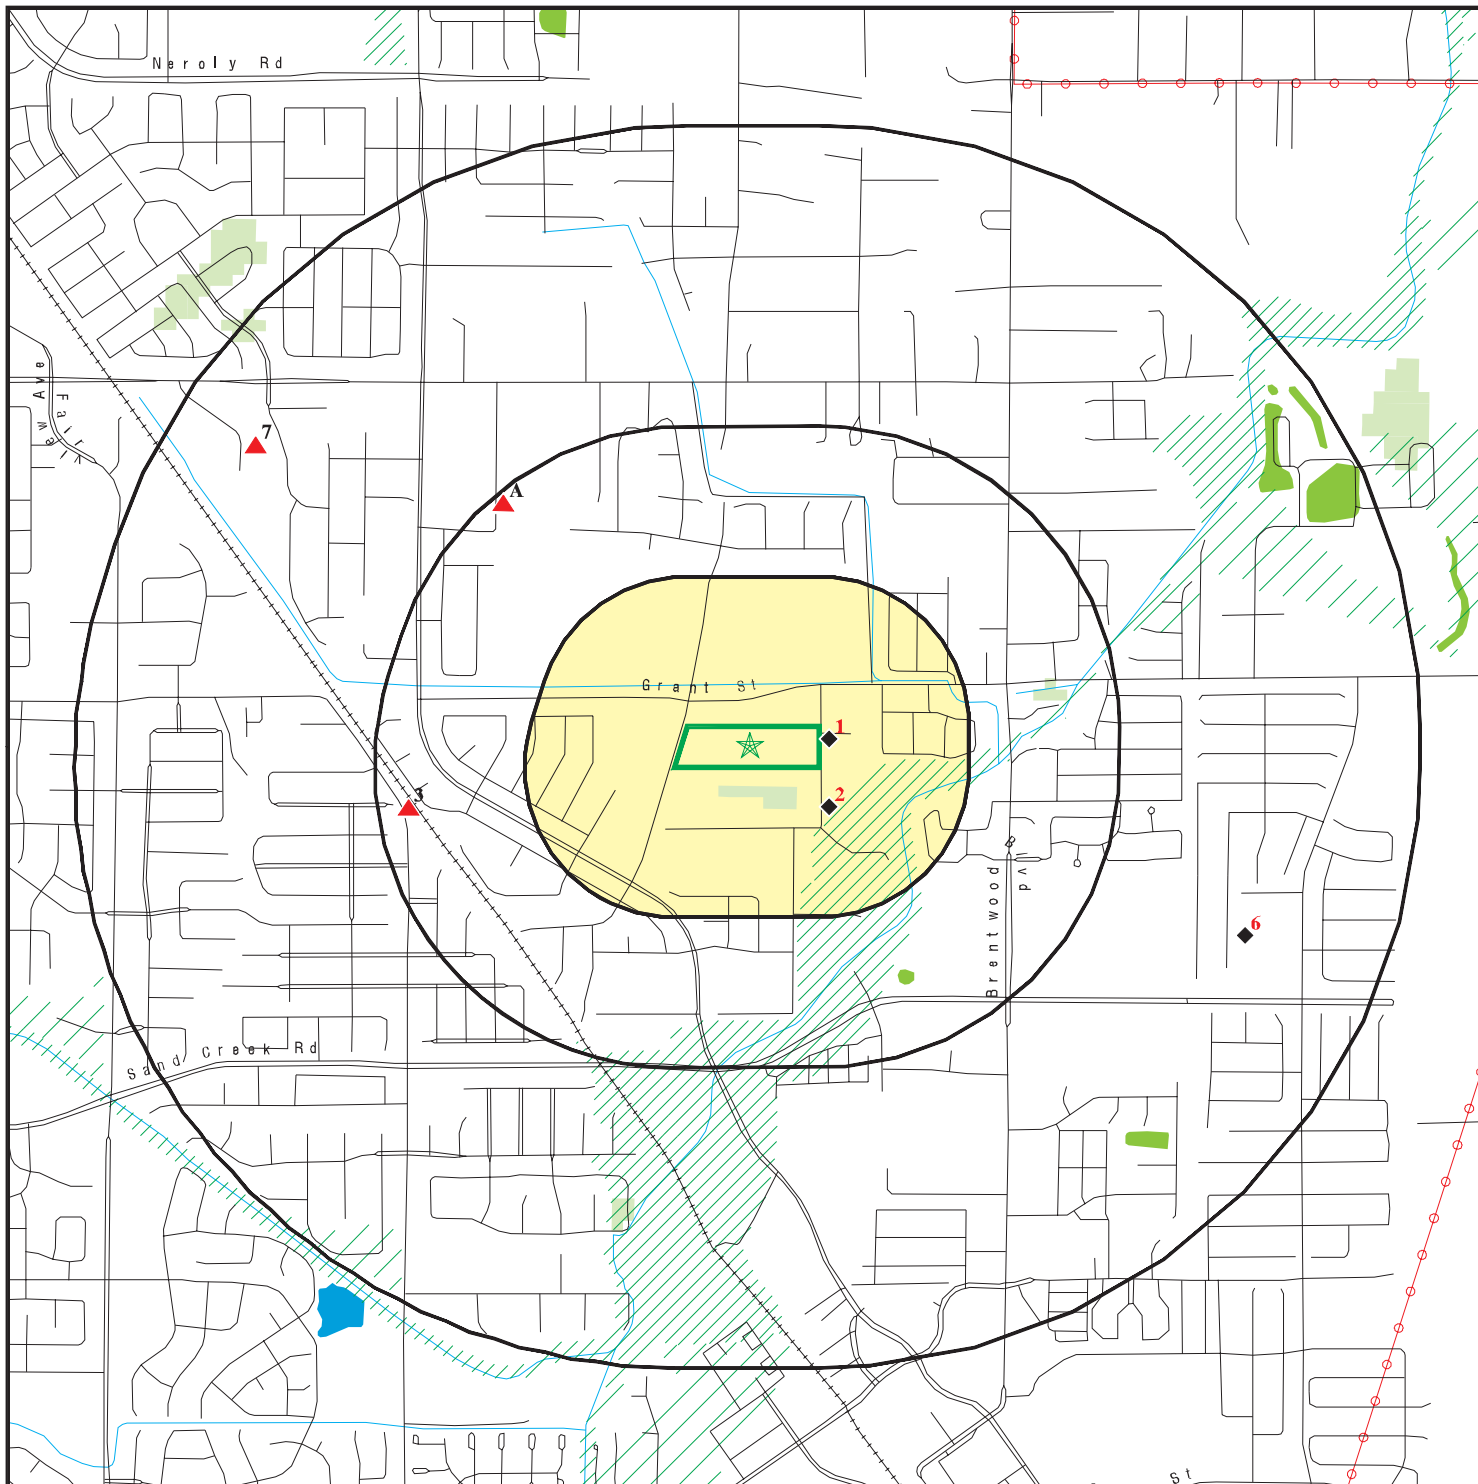 Neroly Rd
Fairview Ave
7
A
Grant St
1
3
2
Brentwood Blvd
6
Sand Creek Rd
St